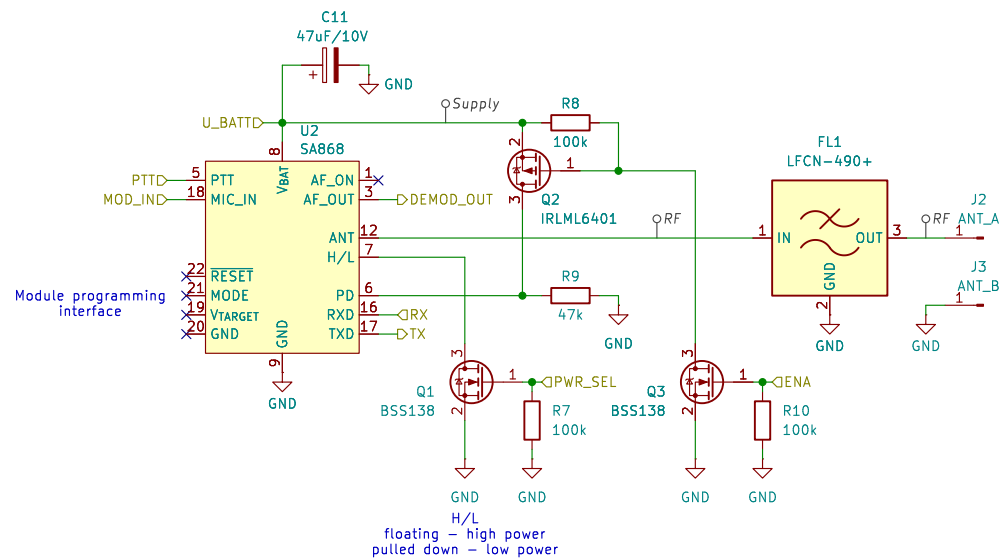 C11
47uF/10V
+
GND
Supply
U_BATT
R8
100k
U2
SA868
8
2
1
3
Q2
IRLML6401
FL1
LFCN-490+
PTT
5
PTT
VBAT
AF_ON
1
MOD_IN
18
MIC_IN
AF_OUT
3
DEMOD_OUT
ANT
12
RF
1
IN
OUT
3
GND
2
GND
RF
J2
ANT_A
1
J3
ANT_B
1
GND
H/L
7
22
RESET
21
MODE
19
VTARGET
20
GND
Module programming
interface
PD
6
R9
47k
GND
RXD
16
RX
TXD
17
TX
GND
9
GND
3
Q1
BSS138
2
1
PWR_SEL
R7
100k
GND
GND
3
Q3
BSS138
2
1
ENA
R10
100k
GND
GND
H/L
floating – high power
pulled down – low power